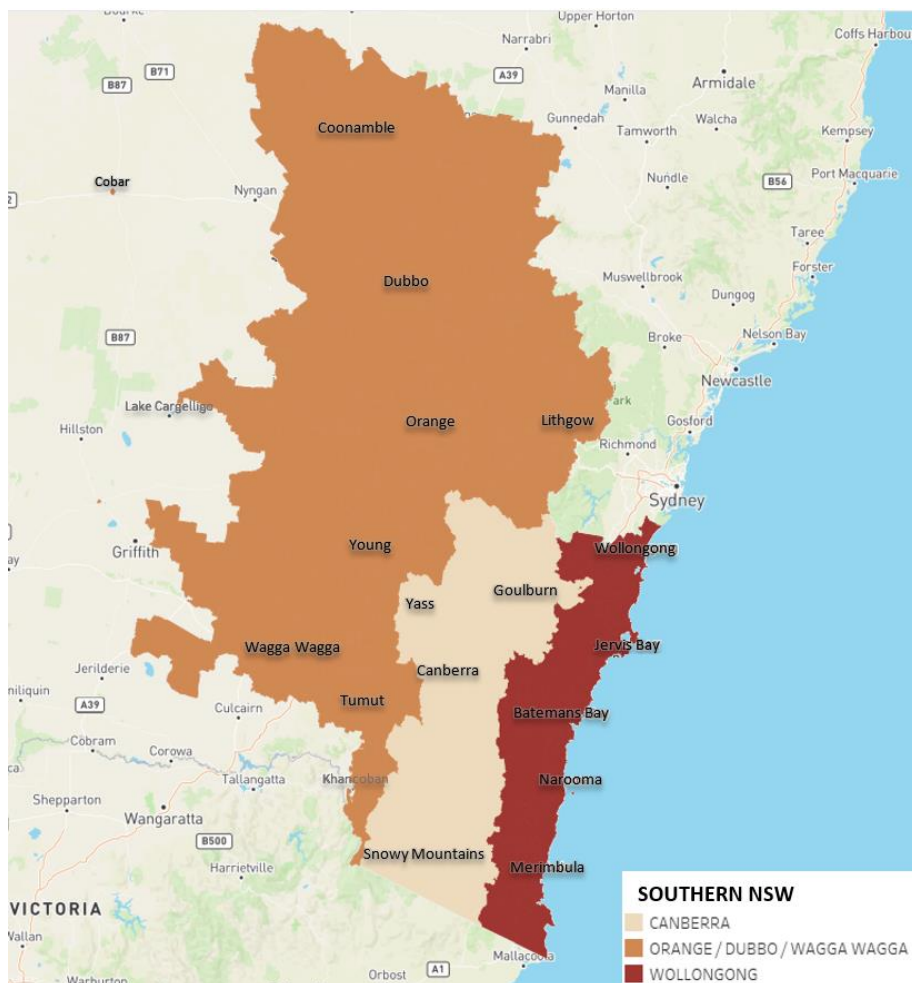 Upper Horton
Coffs Harbou
Narrabri
A39
B71
B87
Manilla
Armidale
Gunnedah
Walcha
Coonamble
Tamworth
Kempsey
Cobar
Nyngan
Nundle
B56
Port Macquarie
Taree
Dubbo
Muswellbrook
Forster
Dungog
B87
Broke
Nelson Bay
Newcastle
Lake Cargelligo
ark
Hillston
Orange
Lithgow
Gosford
Richmond
Sydney
Griffith
Young
Wollongong
Yass
Goulburn
Wagga Wagga
Jervis Bay
Jerilderie
Canberra
niliquin
A39
Culcairn
Tumut
Batemans Bay
Cobram
Corowa
Tallangatta
Khancoban
Narooma
Shepparton
Wangaratta
B500
Snowy Mountains
Harrietville
Merimbula
VICTORIA
Wallan
Mallacoota
Orbost
A1
Warburton
SOUTHERN NSW
CANBERRA
ORANGE / DUBBO / WAGGA WAGGA
WOLLONGONG